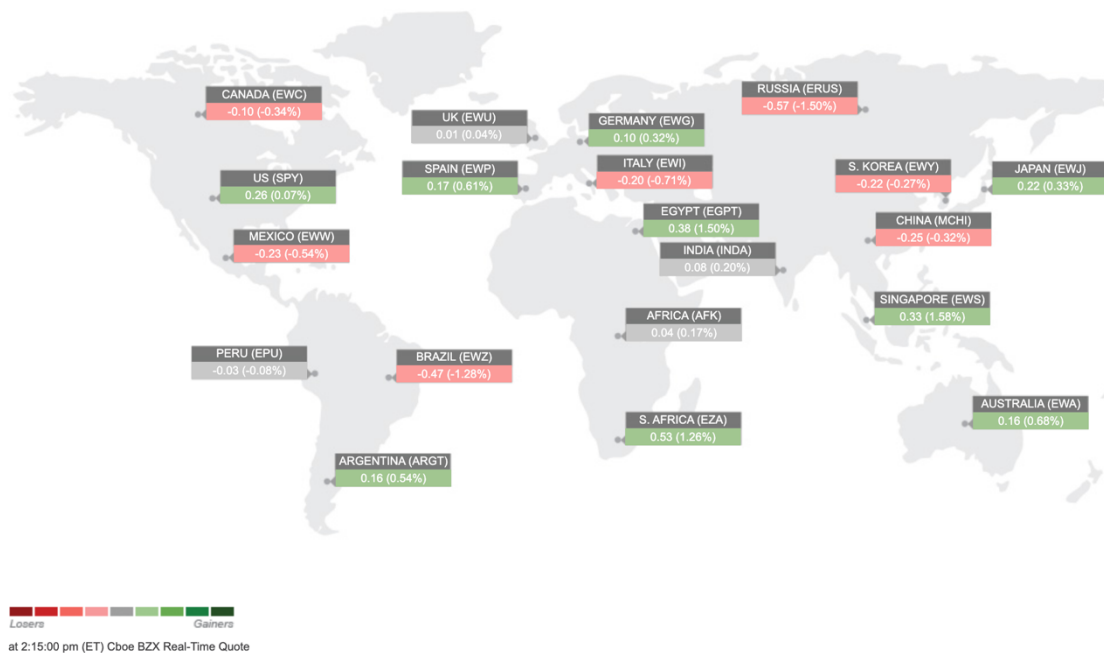 CANADA (EWC)
-0.10 (-0.34%)
RUSSIA (ERUS)
-0.57 (-1.50%)
UK (EWU)
0.01 (0.04%)
GERMANY (EWG)
0.10 (0.32%)
SPAIN (EWP)
0.17 (0.61%)
ITALY (EWI)
-0.20 (-0.71%)
S. KOREA (EWY)
-0.22 (-0.27%)
JAPAN (EWJ)
0.22 (0.33%)
US (SPY)
0.26 (0.07%)
EGYPT (EGPT)
0.38 (1.50%)
CHINA (MCHI)
-0.25 (-0.32%)
MEXICO (EWW)
-0.23 (-0.54%)
INDIA (INDA)
0.08 (0.20%)
SINGAPORE (EWS)
0.33 (1.58%)
AFRICA (AFK)
0.04 (0.17%)
PERU (EPU)
-0.03 (-0.08%)
BRAZIL (EWZ)
-0.47 (-1.28%)
AUSTRALIA (EWA)
0.16 (0.68%)
S. AFRICA (EZA)
0.53 (1.26%)
ARGENTINA (ARGT)
0.16 (0.54%)
Losers
Gainers
at 2:15:00 pm (ET) Cboe BZX Real-Time Quote